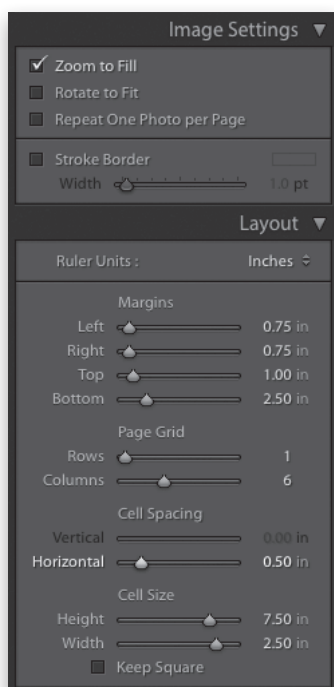 Image Settings ▼
Zoom to Fill
Rotate to Fit
Repeat One Photo per Page
Stroke Border
Width 1.0 pt
Layout ▼
Ruler Units : Inches
Margins
Left 0.75 in
Right 0.75 in
Top 1.00 in
Bottom 2.50 in
Page Grid
Rows 1
Columns 6
Cell Spacing
Vertical 0.00 in
Horizontal 0.50 in
Cell Size
Height 7.50 in
Width 2.50 in
Keep Square